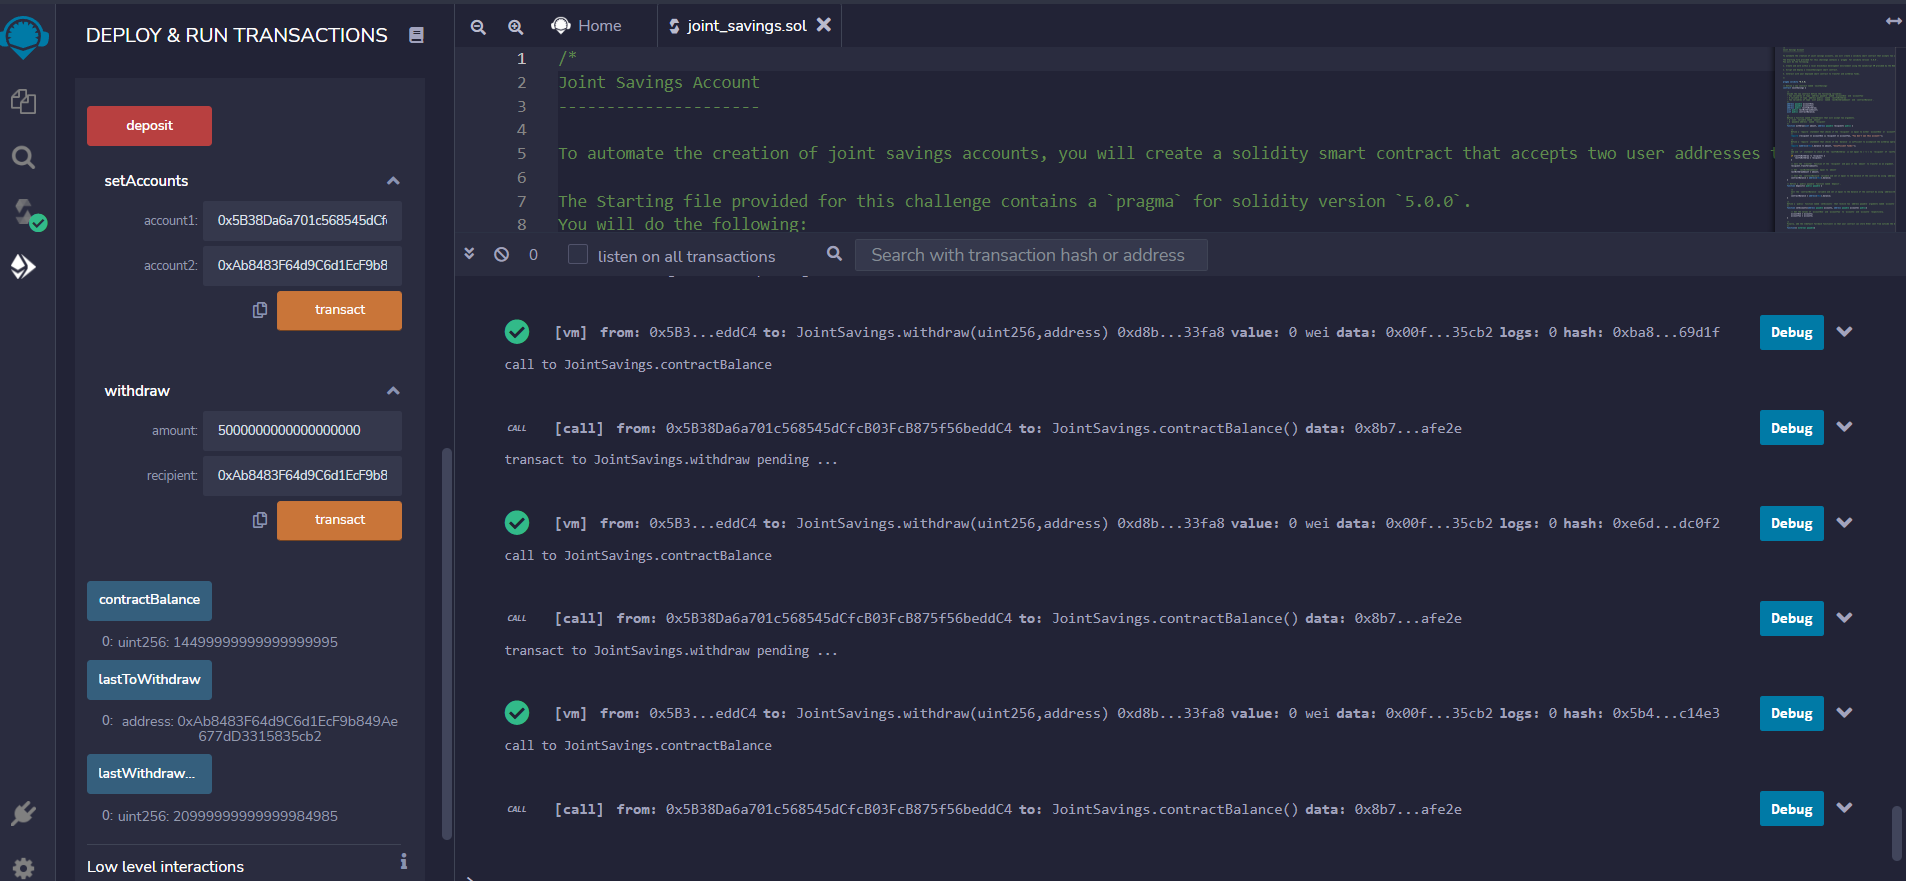 DEPLOY & RUN TRANSACTIONS
deposit
setAccounts
account1: 0x5B38Da6a701c568545dCf
account2: 0xAb8483F64d9C6d1EcF9b8
transact
withdraw
amount: 5000000000000000000
recipient: 0xAb8483F64d9C6d1EcF9b8
transact
contractBalance
0: uint256: 14499999999999999995
lastToWithdraw
0: address: 0xAb8483F64d9C6d1EcF9b849Ae
677dD3315835cb2
lastWithdraw...
0: uint256: 20999999999999984985
Low level interactions
Home
joint_savings.sol
1 /*
2 Joint Savings Account
3 ---------------------
4
5 To automate the creation of joint savings accounts, you will create a solidity smart contract that accepts two user addresses
6
7 The Starting file provided for this challenge contains a `pragma` for solidity version `5.0.0`.
8 You will do the following:
0 listen on all transactions Search with transaction hash or address
[vm] from: 0x5B3...eddC4 to: JointSavings.withdraw(uint256,address) 0xd8b...33fa8 value: 0 wei data: 0x00f...35cb2 logs: 0 hash: 0xba8...69d1f Debug
call to JointSavings.contractBalance
CALL [call] from: 0x5B38Da6a701c568545dCfcB03FcB875f56beddC4 to: JointSavings.contractBalance() data: 0x8b7...afe2e Debug
transact to JointSavings.withdraw pending ...
[vm] from: 0x5B3...eddC4 to: JointSavings.withdraw(uint256,address) 0xd8b...33fa8 value: 0 wei data: 0x00f...35cb2 logs: 0 hash: 0xe6d...dc0f2 Debug
call to JointSavings.contractBalance
CALL [call] from: 0x5B38Da6a701c568545dCfcB03FcB875f56beddC4 to: JointSavings.contractBalance() data: 0x8b7...afe2e Debug
transact to JointSavings.withdraw pending ...
[vm] from: 0x5B3...eddC4 to: JointSavings.withdraw(uint256,address) 0xd8b...33fa8 value: 0 wei data: 0x00f...35cb2 logs: 0 hash: 0x5b4...c14e3 Debug
call to JointSavings.contractBalance
CALL [call] from: 0x5B38Da6a701c568545dCfcB03FcB875f56beddC4 to: JointSavings.contractBalance() data: 0x8b7...afe2e Debug